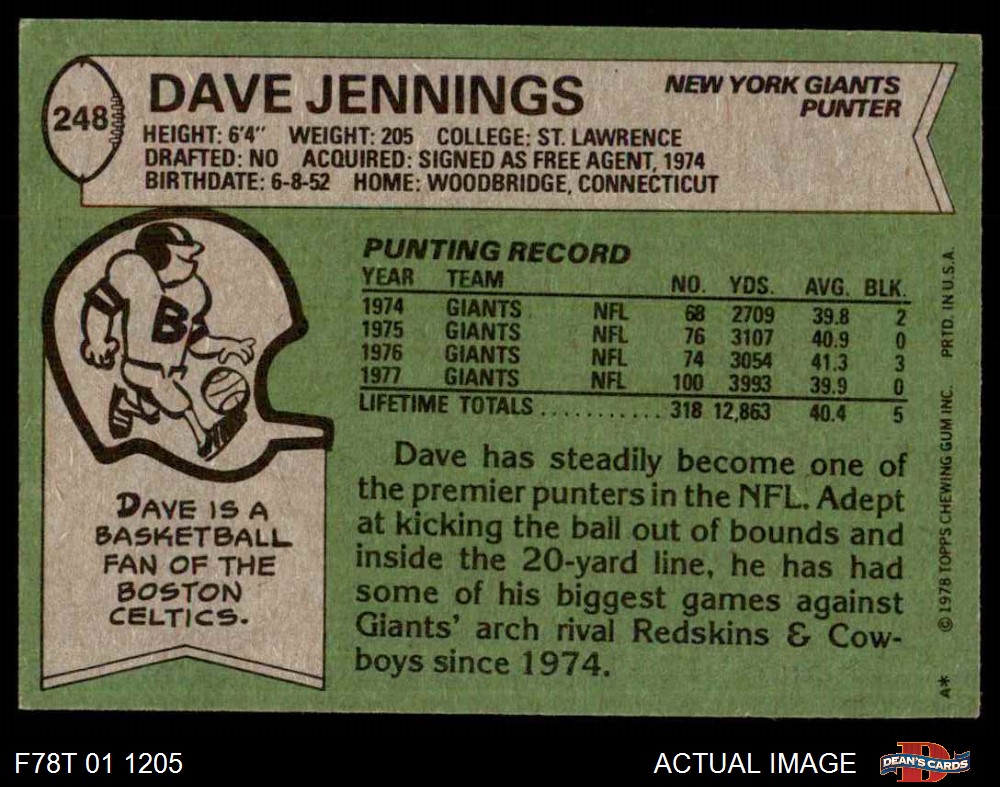 248
DAVE JENNINGS
NEW YORK GIANTS
PUNTER
HEIGHT: 6'4" WEIGHT: 205 COLLEGE: ST. LAWRENCE
DRAFTED: NO ACQUIRED: SIGNED AS FREE AGENT, 1974
BIRTHDATE: 6-8-52 HOME: WOODBRIDGE, CONNECTICUT
B
DAVE IS A
BASKETBALL
FAN OF THE
BOSTON
CELTICS.
PUNTING RECORD
YEAR TEAM NO. YDS. AVG. BLK.
1974 GIANTS NFL 68 2709 39.8 2
1975 GIANTS NFL 76 3107 40.9 0
1976 GIANTS NFL 74 3054 41.3 3
1977 GIANTS NFL 100 3993 39.9 0
LIFETIME TOTALS ........... 318 12,863 40.4 5
Dave has steadily become one of
the premier punters in the NFL. Adept
at kicking the ball out of bounds and
inside the 20-yard line, he has had
some of his biggest games against
Giants' arch rival Redskins & Cow-
boys since 1974.
A* © 1978 TOPPS CHEWING GUM INC. PRTD. IN U.S.A.
F78T 01 1205
ACTUAL IMAGE
D
DEAN'S CARDS